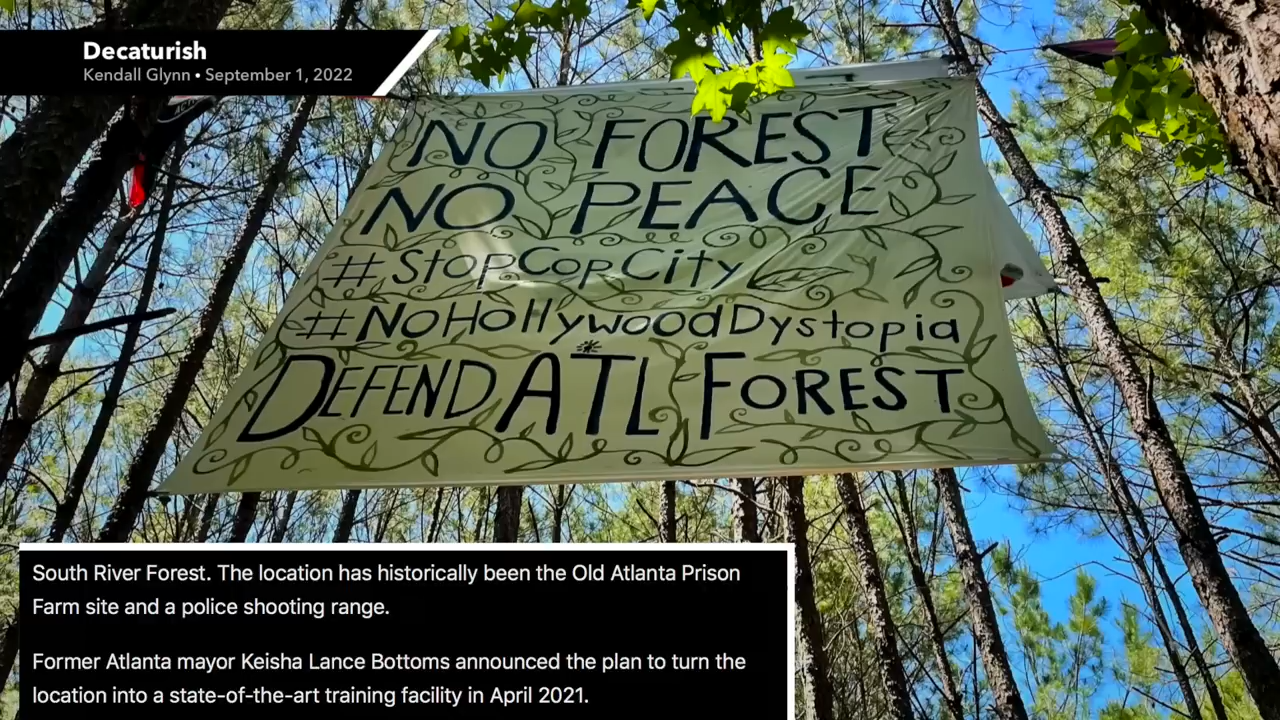 Decaturish
Kendall Glynn • September 1, 2022
NO FOREST
NO PEACE
#StopCopCity
#NoHollywoodDystopia
DEFEND ATL FOREST
South River Forest. The location has historically been the Old Atlanta Prison
Farm site and a police shooting range.
Former Atlanta mayor Keisha Lance Bottoms announced the plan to turn the
location into a state-of-the-art training facility in April 2021.